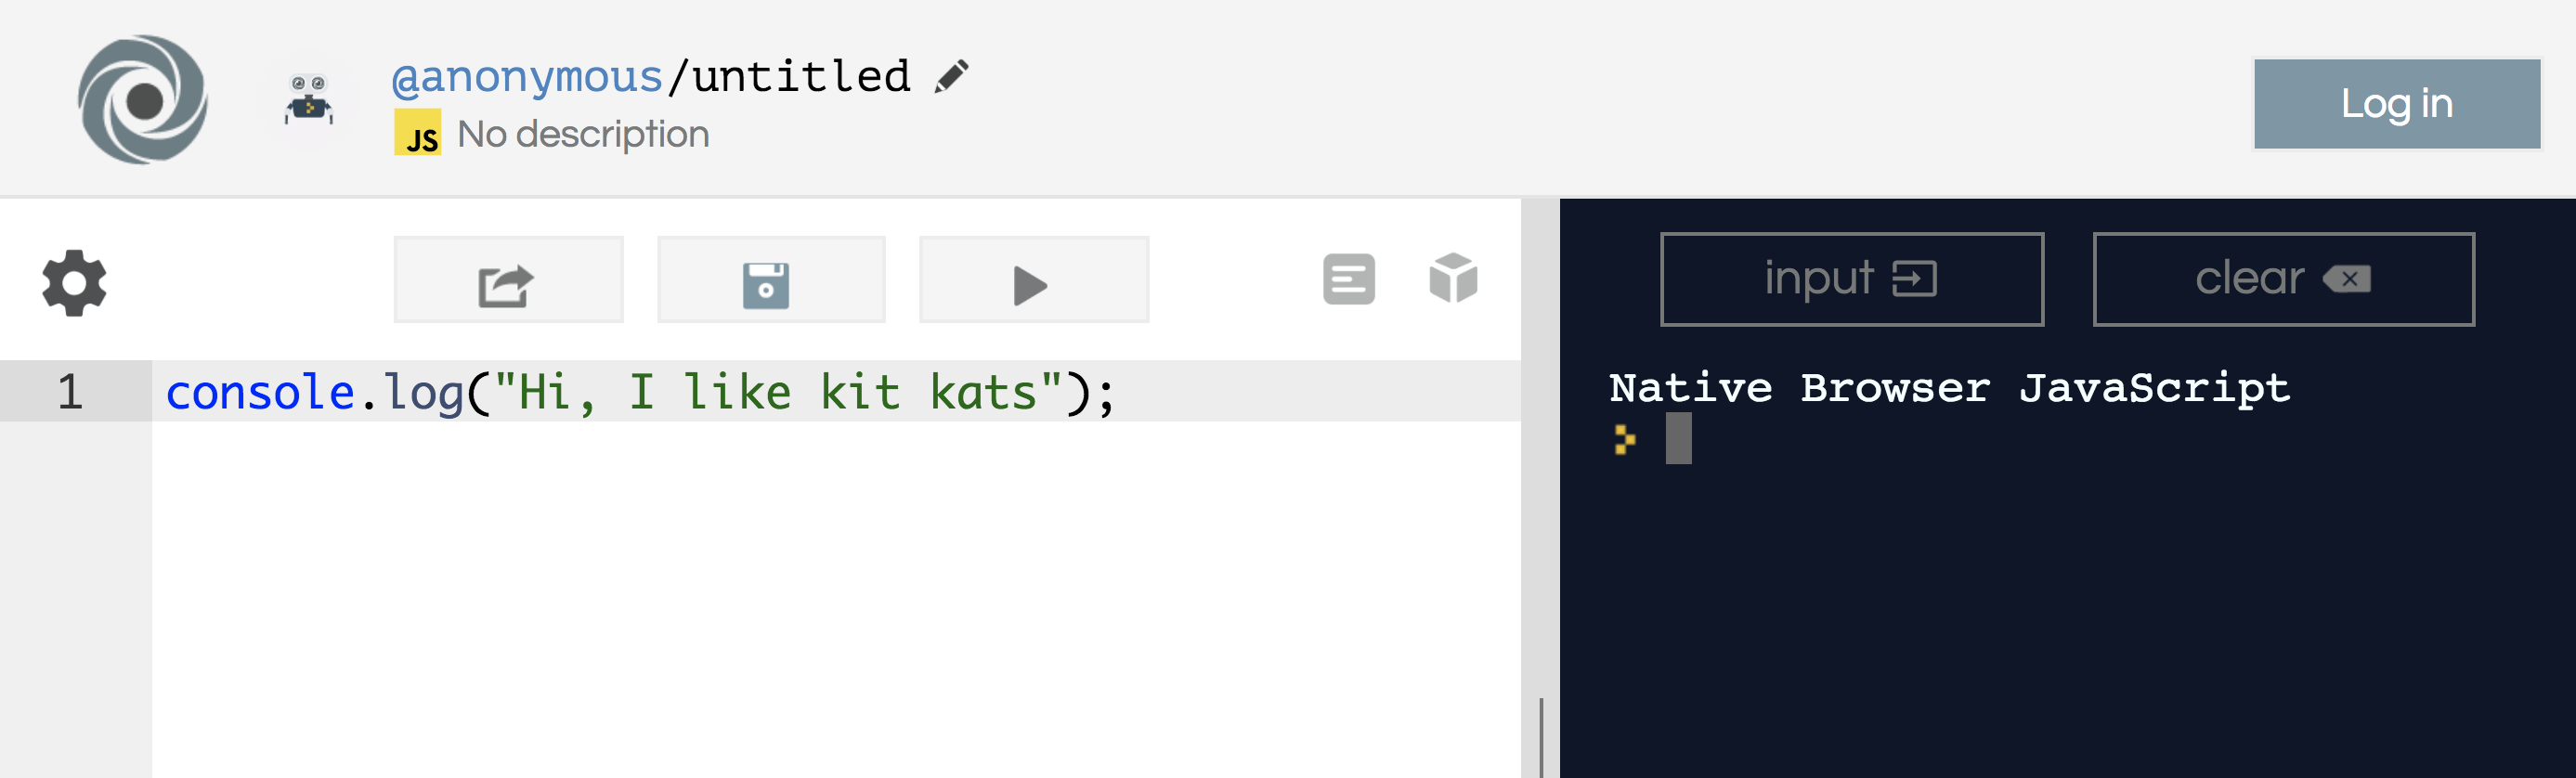 @anonymous/untitled
JS No description
Log in
input
clear
1 console.log("Hi, I like kit kats");
Native Browser JavaScript